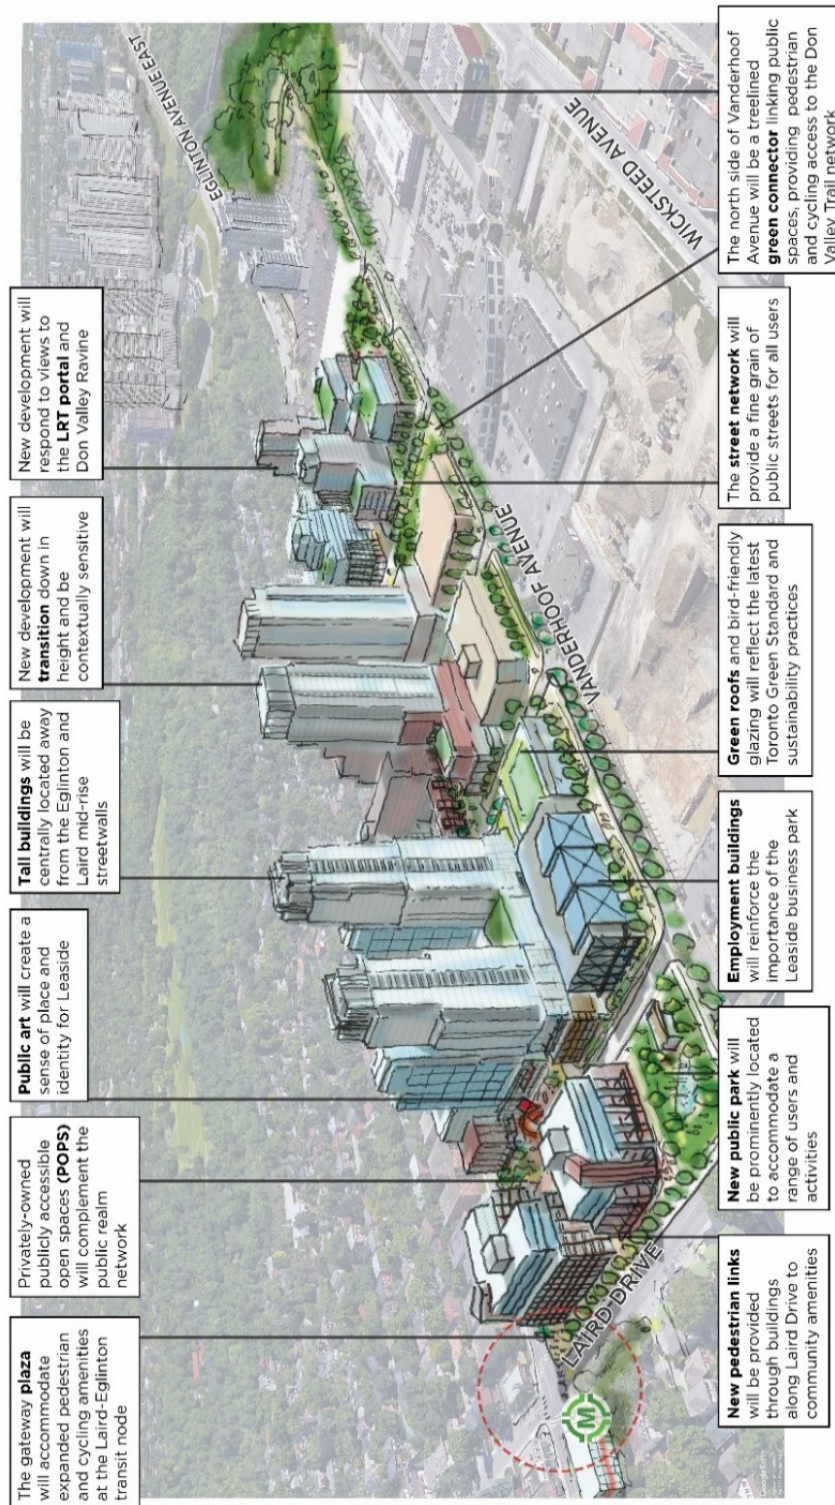 The gateway plaza
will accommodate
expanded pedestrian
and cycling amenities
at the Laird-Eglinton
transit node
Privately-owned
publicly accessible
open spaces (POPS)
will complement the
public realm
network
Public art will create a
sense of place and
identity for Leaside
Tall buildings will be
centrally located away
from the Eglinton and
Laird mid-rise
streetwalls
New development will
transition down in
height and be
contextually sensitive
New development will
respond to views to
the LRT portal and
Don Valley Ravine
EGLINTON AVENUE EAST
WICKSTEED AVENUE
VANDERHOOF AVENUE
LAIRD DRIVE
M
New pedestrian links
will be provided
through buildings
along Laird Drive to
community amenities
New public park will
be prominently located
to accommodate a
range of users and
activities
Employment buildings
will reinforce the
importance of the
Leaside business park
Green roofs and bird-friendly
glazing will reflect the latest
Toronto Green Standard and
sustainability practices
The street network will
provide a fine grain of
public streets for all users
The north side of Vanderhoof
Avenue will be a treelined
green connector linking public
spaces, providing pedestrian
and cycling access to the Don
Valley Trail network
Google Earth